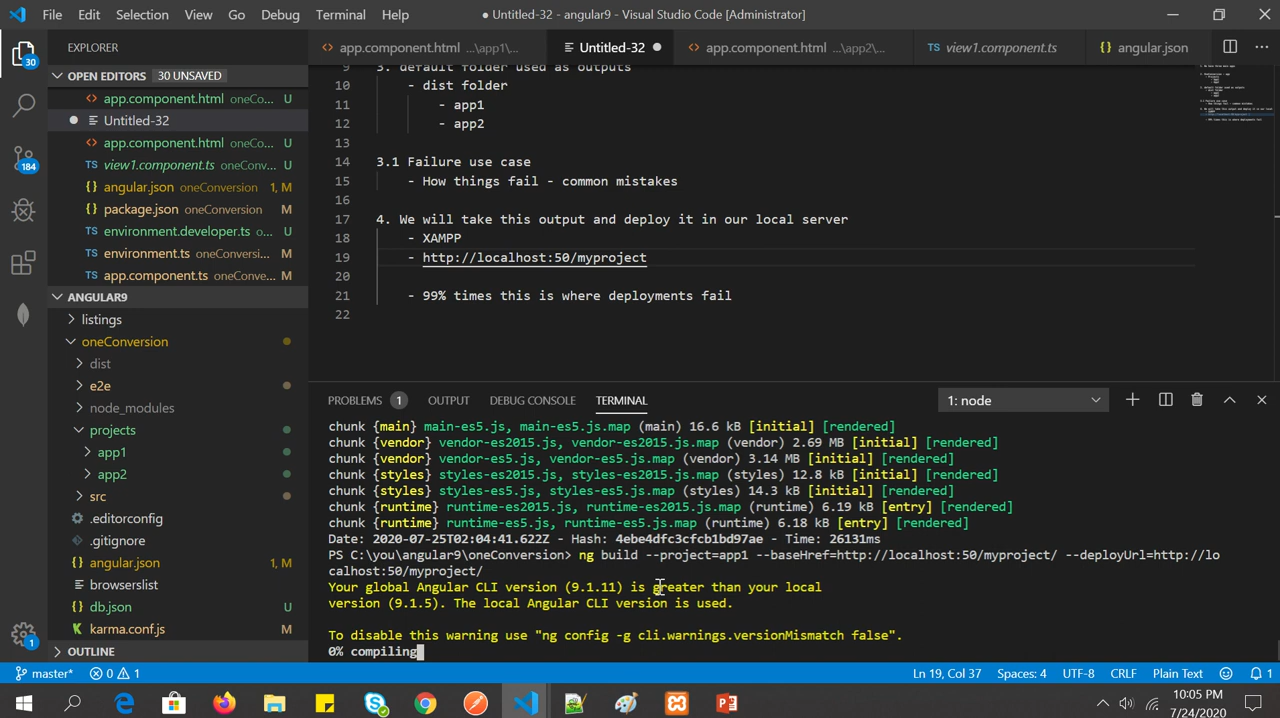 File Edit Selection View Go Debug Terminal Help
● Untitled-32 - angular9 - Visual Studio Code [Administrator]
EXPLORER
OPEN EDITORS 30 UNSAVED
app.component.html oneCo... U
Untitled-32
app.component.html oneCo... U
TS view1.component.ts oneConv... U
{} angular.json oneConversion 1, M
{} package.json oneConversion M
TS environment.developer.ts o... U
TS environment.ts oneConversi... M
TS app.component.ts oneConve... M
ANGULAR9
listings
oneConversion
dist
e2e
node_modules
projects
app1
app2
src
.editorconfig
.gitignore
angular.json 1, M
browserslist
db.json U
karma.conf.js M
OUTLINE
30
184
1
app.component.html ...\app1\...
Untitled-32 ●
app.component.html ...\app2\...
TS view1.component.ts
{} angular.json
9 3. default folder used as outputs
10 - dist folder
11 - app1
12 - app2
13
14 3.1 Failure use case
15 - How things fail - common mistakes
16
17 4. We will take this output and deploy it in our local server
18 - XAMPP
19 - http://localhost:50/myproject
20
21 - 99% times this is where deployments fail
22
PROBLEMS 1 OUTPUT DEBUG CONSOLE TERMINAL
1: node
chunk {main} main-es5.js, main-es5.js.map (main) 16.6 kB [initial] [rendered]
chunk {vendor} vendor-es2015.js, vendor-es2015.js.map (vendor) 2.69 MB [initial] [rendered]
chunk {vendor} vendor-es5.js, vendor-es5.js.map (vendor) 3.14 MB [initial] [rendered]
chunk {styles} styles-es2015.js, styles-es2015.js.map (styles) 12.8 kB [initial] [rendered]
chunk {styles} styles-es5.js, styles-es5.js.map (styles) 14.3 kB [initial] [rendered]
chunk {runtime} runtime-es2015.js, runtime-es2015.js.map (runtime) 6.19 kB [entry] [rendered]
chunk {runtime} runtime-es5.js, runtime-es5.js.map (runtime) 6.18 kB [entry] [rendered]
Date: 2020-07-25T02:04:41.622Z - Hash: 4ebe4dfc3cfcb1bd97ae - Time: 26131ms
PS C:\you\angular9\oneConversion> ng build --project=app1 --baseHref=http://localhost:50/myproject/ --deployUrl=http://lo
calhost:50/myproject/
Your global Angular CLI version (9.1.11) is greater than your local
version (9.1.5). The local Angular CLI version is used.
To disable this warning use "ng config -g cli.warnings.versionMismatch false".
0% compiling
master* 0 1
Ln 19, Col 37 Spaces: 4 UTF-8 CRLF Plain Text 1
10:05 PM
7/24/2020